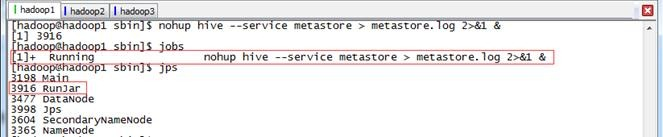 hadoop1 hadoop2 hadoop3
[hadoop@hadoop1 sbin]$ nohup hive --service metastore > metastore.log 2>&1 &
[1] 3916
[hadoop@hadoop1 sbin]$ jobs
[1]+  Running                 nohup hive --service metastore > metastore.log 2>&1 &
[hadoop@hadoop1 sbin]$ jps
3198 Main
3916 RunJar
3477 DataNode
3998 Jps
3604 SecondaryNameNode
3365 NameNode